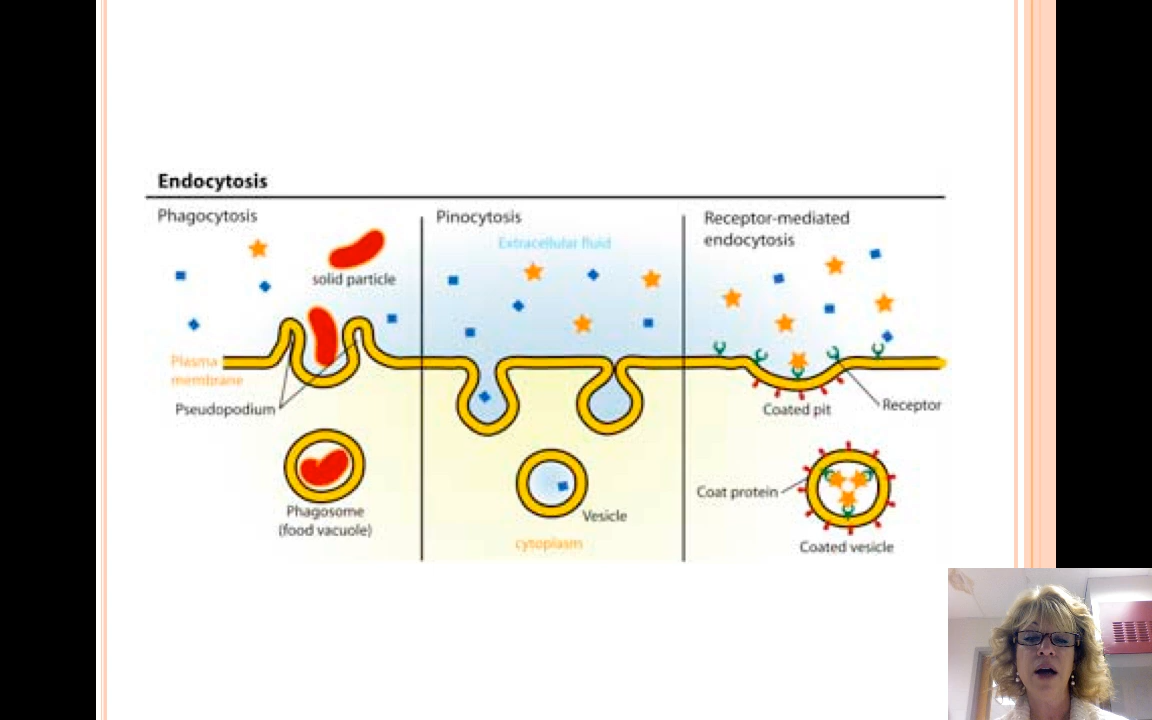 Endocytosis
Phagocytosis
solid particle
Plasma
membrane
Pseudopodium
Phagosome
(food vacuole)
Pinocytosis
Extracellular fluid
Vesicle
cytoplasm
Receptor-mediated
endocytosis
Coated pit
Receptor
Coat protein
Coated vesicle